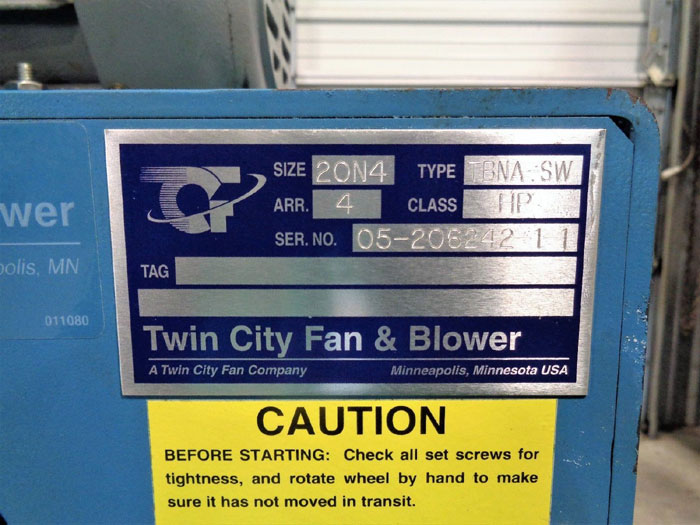 SIZE 20N4 TYPE TBNA-SW
ARR. 4 CLASS HP
SER. NO. 05-206242-1 1
TAG
Twin City Fan & Blower
A Twin City Fan Company Minneapolis, Minnesota USA
wer
polis, MN
011080
CAUTION
BEFORE STARTING: Check all set screws for
tightness, and rotate wheel by hand to make
sure it has not moved in transit.